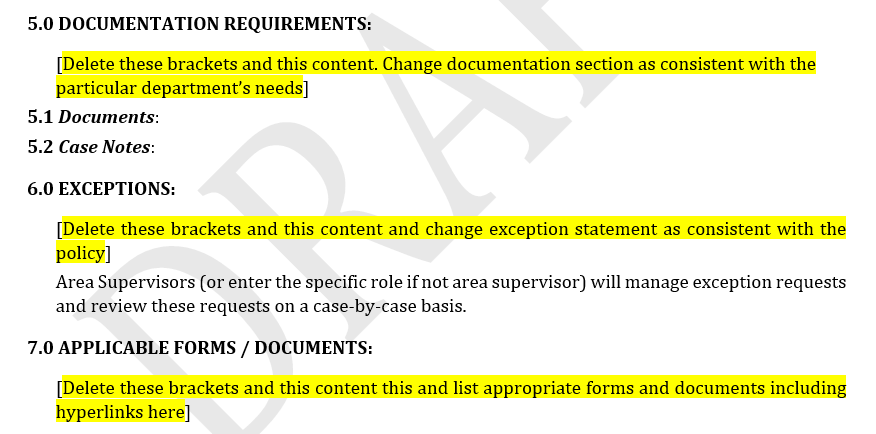 5.0 DOCUMENTATION REQUIREMENTS:
[Delete these brackets and this content. Change documentation section as consistent with the
particular department's needs]
5.1 Documents:
5.2 Case Notes:
6.0 EXCEPTIONS:
[Delete these brackets and this content and change exception statement as consistent with the
policy]
Area Supervisors (or enter the specific role if not area supervisor) will manage exception requests
and review these requests on a case-by-case basis.
7.0 APPLICABLE FORMS / DOCUMENTS:
[Delete these brackets and this content this and list appropriate forms and documents including
hyperlinks here]
DRAF